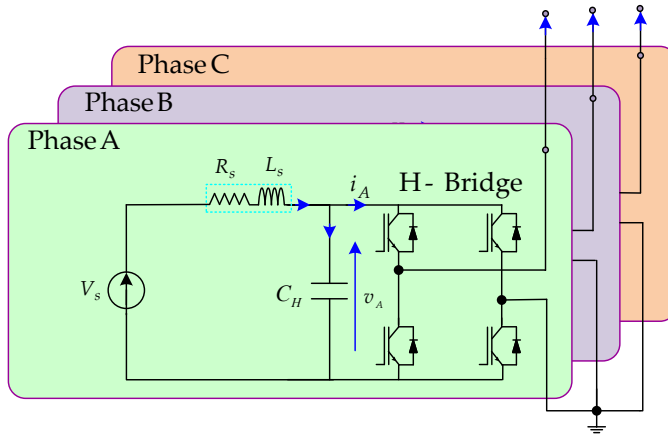 Phase C
Phase B
Phase A
R_s L_s
i_A H- Bridge
V_s C_H v_A